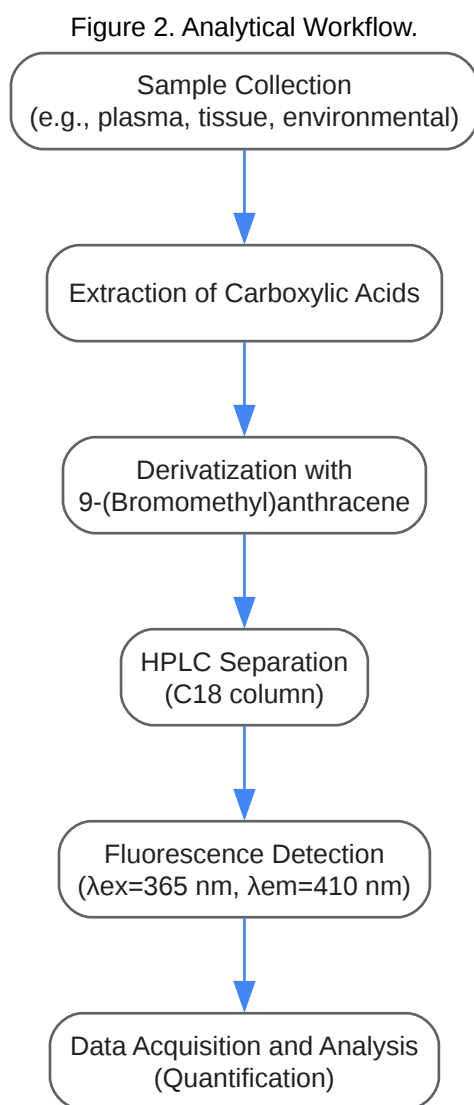 Figure 2. Analytical Workflow.
Sample Collection
(e.g., plasma, tissue, environmental)
Extraction of Carboxylic Acids
Derivatization with
9-(Bromomethyl)anthracene
HPLC Separation
(C18 column)
Fluorescence Detection
(λex=365 nm, λem=410 nm)
Data Acquisition and Analysis
(Quantification)